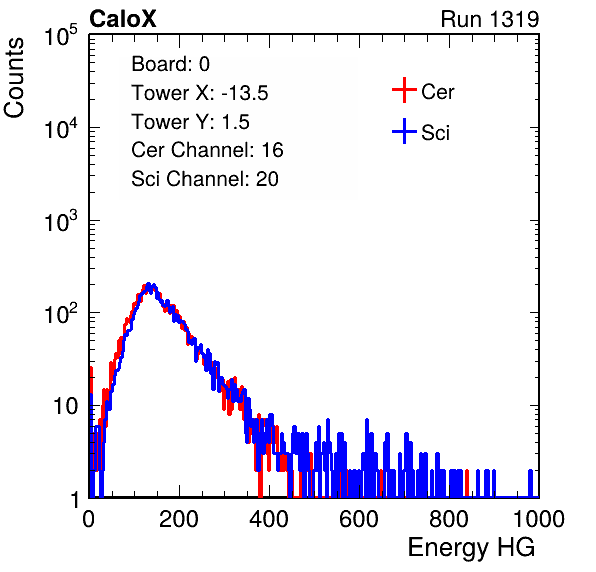 CaloX Run 1319
Counts
10^5
10^4
10^3
10^2
10
1
Board: 0
Tower X: -13.5
Tower Y: 1.5
Cer Channel: 16
Sci Channel: 20
Cer
Sci
0 200 400 600 800 1000
Energy HG